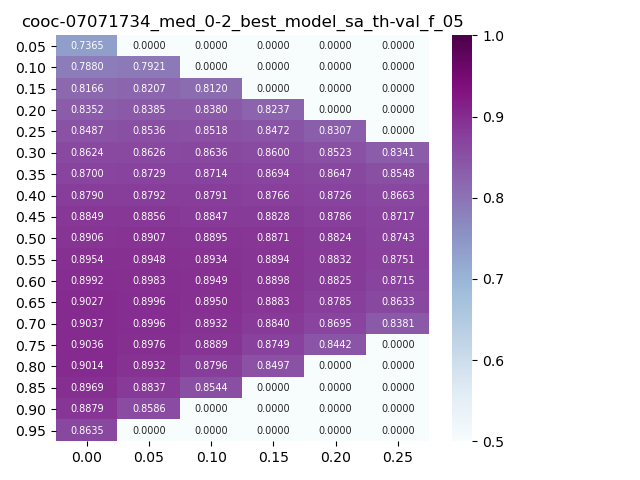 cooc-07071734_med_0-2_best_model_sa_th-val_f_05
0.05 0.7365 0.0000 0.0000 0.0000 0.0000 0.0000
0.10 0.7880 0.7921 0.0000 0.0000 0.0000 0.0000
0.15 0.8166 0.8207 0.8120 0.0000 0.0000 0.0000
0.20 0.8352 0.8385 0.8380 0.8237 0.0000 0.0000
0.25 0.8487 0.8536 0.8518 0.8472 0.8307 0.0000
0.30 0.8624 0.8626 0.8636 0.8600 0.8523 0.8341
0.35 0.8700 0.8729 0.8714 0.8694 0.8647 0.8548
0.40 0.8790 0.8792 0.8791 0.8766 0.8726 0.8663
0.45 0.8849 0.8856 0.8847 0.8828 0.8786 0.8717
0.50 0.8906 0.8907 0.8895 0.8871 0.8824 0.8743
0.55 0.8954 0.8948 0.8934 0.8894 0.8832 0.8751
0.60 0.8992 0.8983 0.8949 0.8898 0.8825 0.8715
0.65 0.9027 0.8996 0.8950 0.8883 0.8785 0.8633
0.70 0.9037 0.8996 0.8932 0.8840 0.8695 0.8381
0.75 0.9036 0.8976 0.8889 0.8749 0.8442 0.0000
0.80 0.9014 0.8932 0.8796 0.8497 0.0000 0.0000
0.85 0.8969 0.8837 0.8544 0.0000 0.0000 0.0000
0.90 0.8879 0.8586 0.0000 0.0000 0.0000 0.0000
0.95 0.8635 0.0000 0.0000 0.0000 0.0000 0.0000
0.00 0.05 0.10 0.15 0.20 0.25
1.0
0.9
0.8
0.7
0.6
0.5